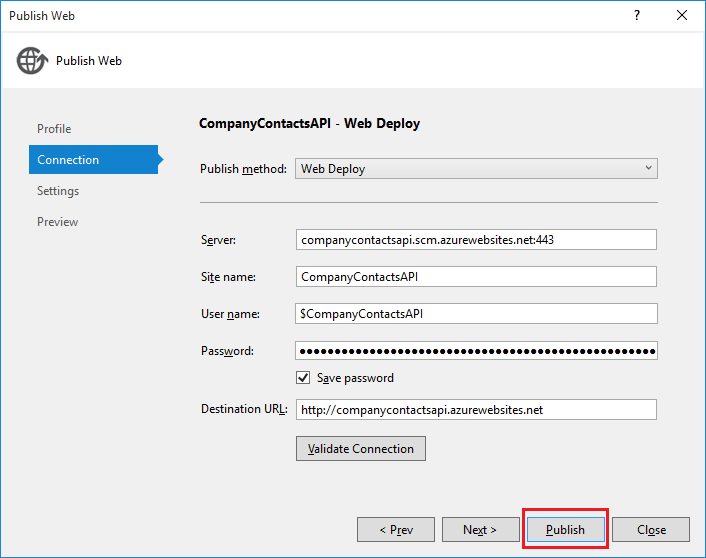 Publish Web
?
Publish Web
Profile
Connection
Settings
Preview
CompanyContactsAPI - Web Deploy
Publish method: Web Deploy
Server: companycontactsapi.scm.azurewebsites.net:443
Site name: CompanyContactsAPI
User name: $CompanyContactsAPI
Password:
Save password
Destination URL: http://companycontactsapi.azurewebsites.net
Validate Connection
< Prev Next > Publish Close